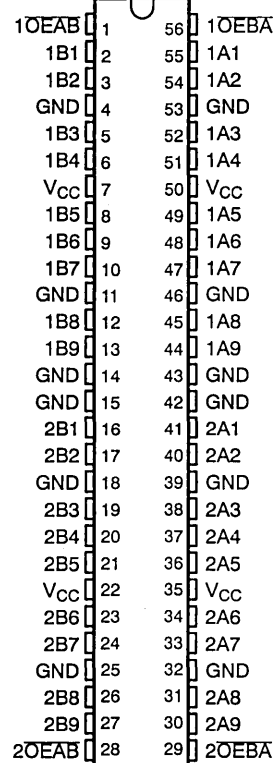 1OEAB 1 56 1OEBA
1B1 2 55 1A1
1B2 3 54 1A2
GND 4 53 GND
1B3 5 52 1A3
1B4 6 51 1A4
VCC 7 50 VCC
1B5 8 49 1A5
1B6 9 48 1A6
1B7 10 47 1A7
GND 11 46 GND
1B8 12 45 1A8
1B9 13 44 1A9
GND 14 43 GND
GND 15 42 GND
2B1 16 41 2A1
2B2 17 40 2A2
GND 18 39 GND
2B3 19 38 2A3
2B4 20 37 2A4
2B5 21 36 2A5
VCC 22 35 VCC
2B6 23 34 2A6
2B7 24 33 2A7
GND 25 32 GND
2B8 26 31 2A8
2B9 27 30 2A9
2OEAB 28 29 2OEBA